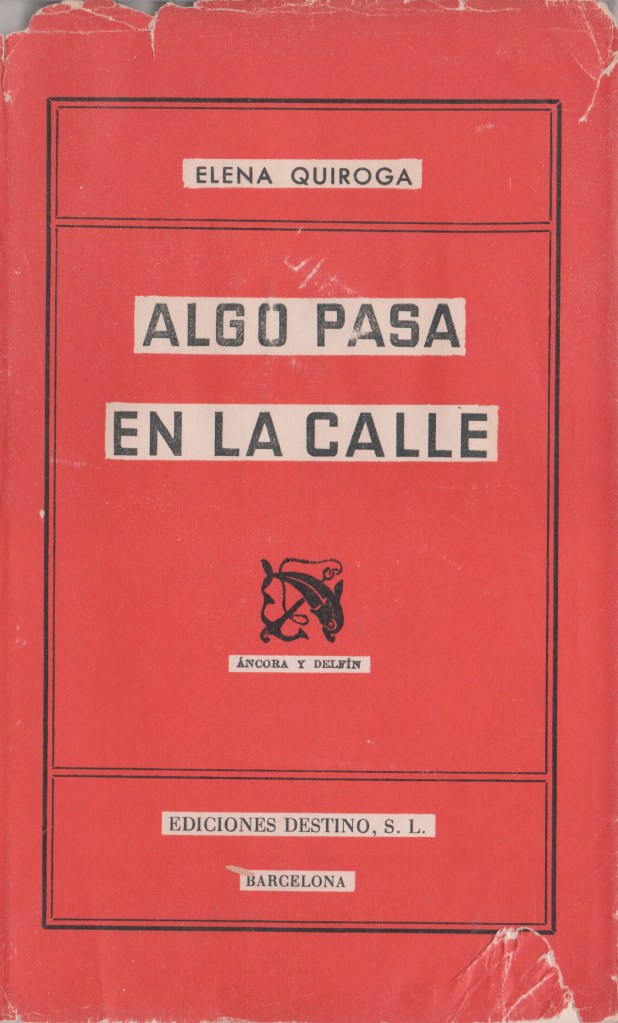 ELENA QUIROGA
ALGO PASA
EN LA CALLE
ÁNCORA Y DELFÍN
EDICIONES DESTINO, S. L.
BARCELONA